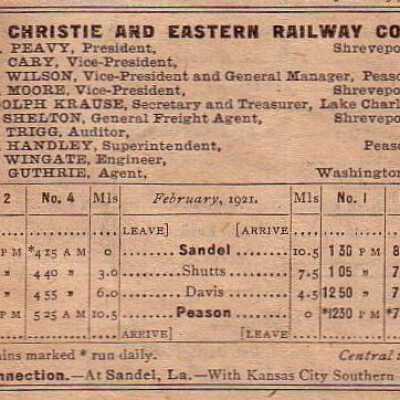 CHRISTIE AND EASTERN RAILWAY CO
PEAVY, President, Shrevepo
CARY, Vice-President,
WILSON, Vice-President and General Manager, Peaso
MOORE, Vice-President, Shrevepo
OLPH KRAUSE, Secretary and Treasurer, Lake Charl
SHELTON, General Freight Agent, Shrevepo
TRIGG, Auditor,
HANDLEY, Superintendent, Peaso
WINGATE, Engineer,
GUTHRIE, Agent, Washington
2 No. 4 Mls February, 1921. Mls No. 1
LEAVE] [ARRIVE
P M *4 25 A M 0 Sandel 10.5 1 30 P M 8
" 4 40 " 3.0 Shutts 7.5 1 05 " 7
" 4 55 " 6.0 Davis 4.5 12 50 " 7
P M 5 25 A M 10.5 Peason 0 *1230 P M *7
ARRIVE] [LEAVE
ins marked * run daily. Central
nnection.—At Sandel, La.—With Kansas City Southern